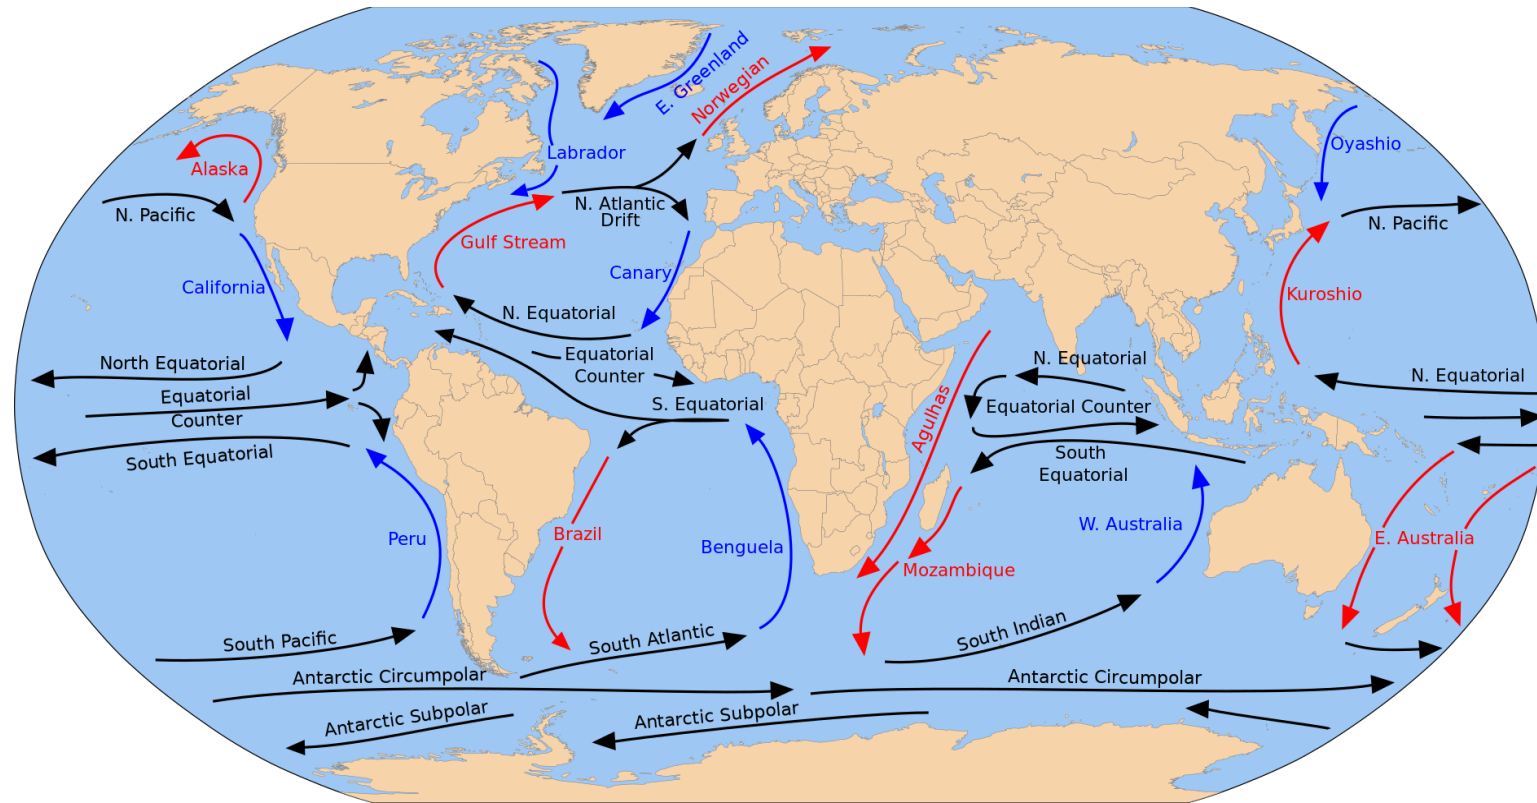 E. Greenland
Norwegian
Labrador
Oyashio
Alaska
N. Pacific
N. Atlantic
Drift
N. Pacific
Gulf Stream
Canary
California
Kuroshio
N. Equatorial
North Equatorial
Equatorial
Counter
N. Equatorial
N. Equatorial
Equatorial
Counter
S. Equatorial
Agulhas
Equatorial Counter
South Equatorial
South
Equatorial
Peru
Brazil
Benguela
W. Australia
E. Australia
Mozambique
South Pacific
South Atlantic
South Indian
Antarctic Circumpolar
Antarctic Circumpolar
Antarctic Subpolar
Antarctic Subpolar